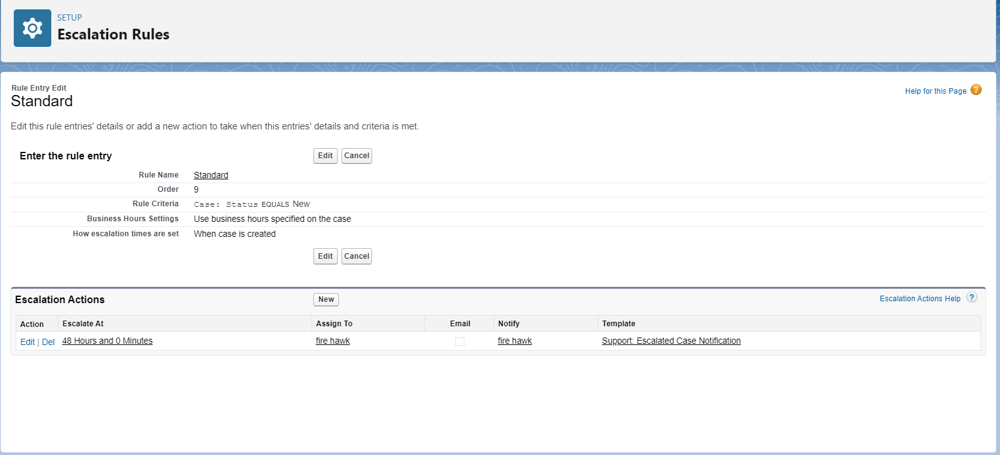 SETUP
Escalation Rules
Rule Entry Edit
Standard
Help for this Page ?
Edit this rule entries' details or add a new action to take when this entries' details and criteria is met.
Enter the rule entry Edit Cancel
Rule Name Standard
Order 9
Rule Criteria Case: Status EQUALS New
Business Hours Settings Use business hours specified on the case
How escalation times are set When case is created
Edit Cancel
Escalation Actions New Escalation Actions Help ?
Action Escalate At Assign To Email Notify Template
Edit | Del 48 Hours and 0 Minutes fire hawk fire hawk Support: Escalated Case Notification